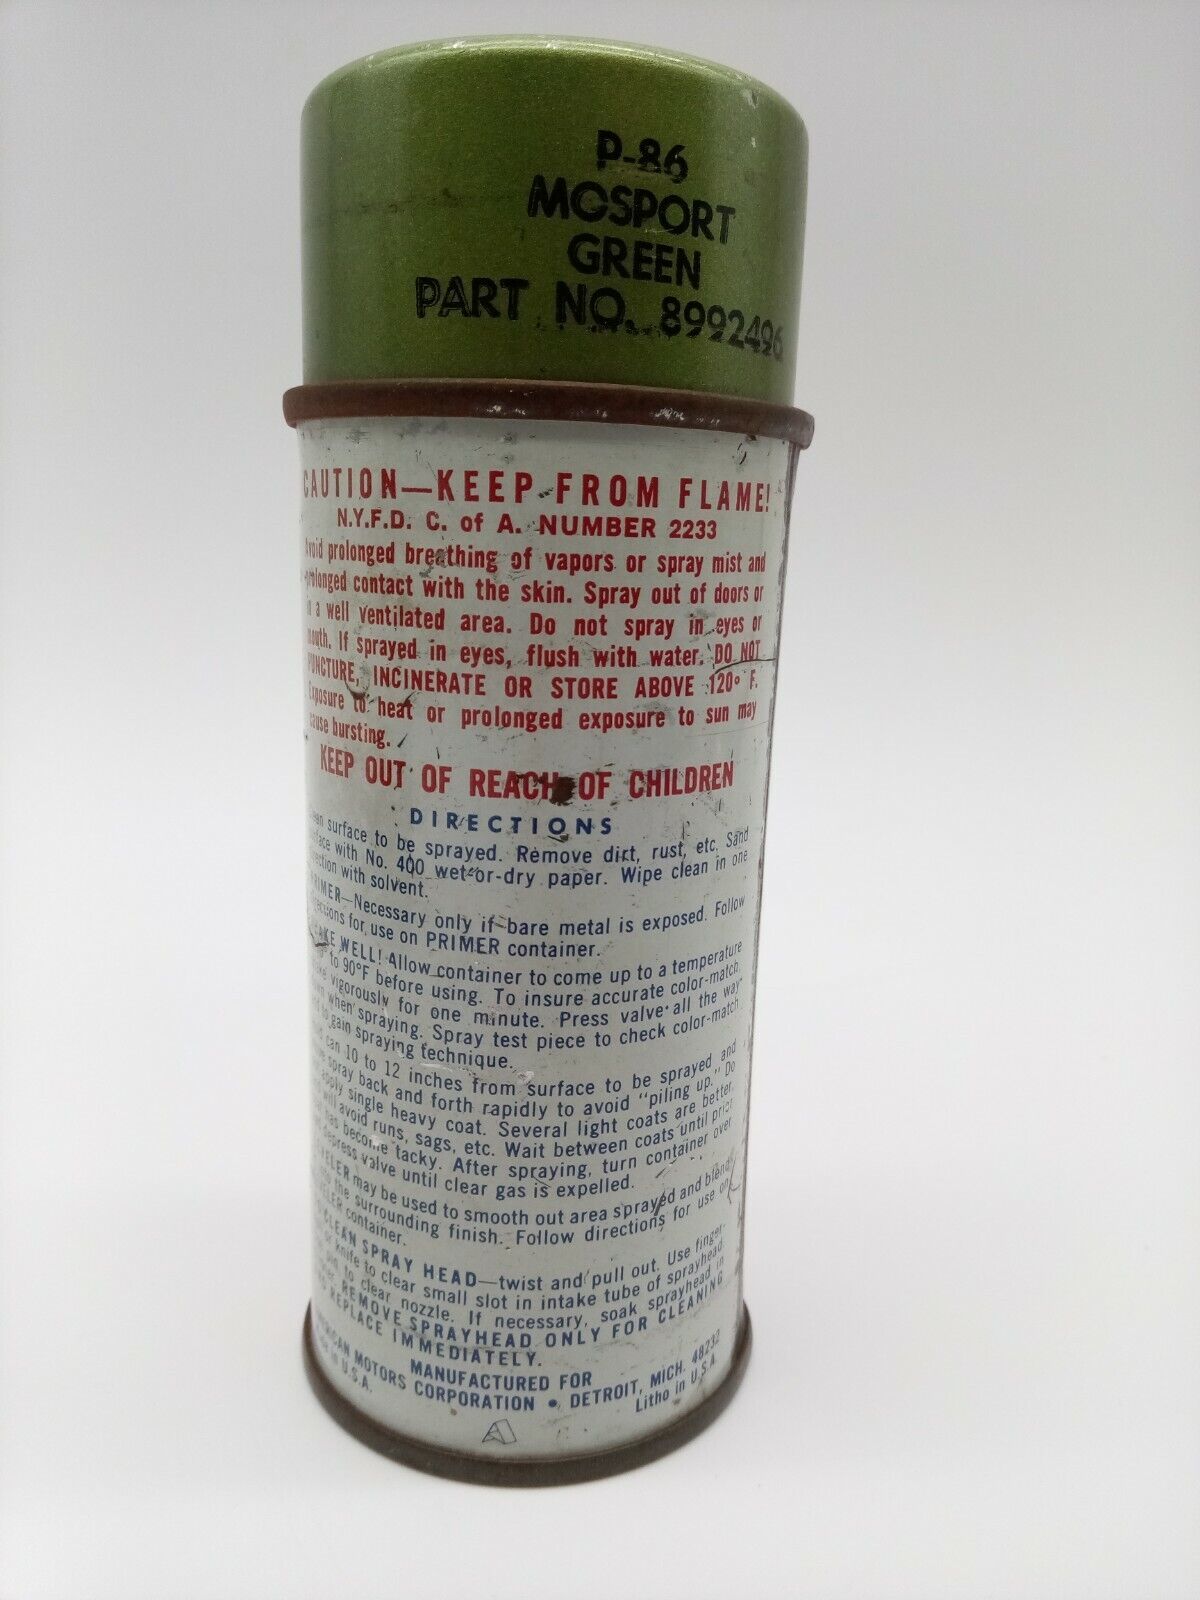 P-86
MOSPORT
GREEN
PART NO. 8992496
CAUTION—KEEP FROM FLAME!
N.Y.F.D. C. of A. NUMBER 2233
Avoid prolonged breathing of vapors or spray mist and
prolonged contact with the skin. Spray out of doors or
in a well ventilated area. Do not spray in eyes or
mouth. If sprayed in eyes, flush with water. DO NOT
PUNCTURE, INCINERATE OR STORE ABOVE 120° F.
Exposure to heat or prolonged exposure to sun may
cause bursting.
KEEP OUT OF REACH OF CHILDREN
DIRECTIONS
surface to be sprayed. Remove dirt, rust, etc. Sand
surface with No. 400 wet-or-dry paper. Wipe clean in one
direction with solvent.
PRIMER—Necessary only if bare metal is exposed. Follow
directions for use on PRIMER container.
SHAKE WELL! Allow container to come up to a temperature
to 90°F before using. To insure accurate color-match,
vigorously for one minute. Press valve all the way
when spraying. Spray test piece to check color-match
to gain spraying technique.
can 10 to 12 inches from surface to be sprayed and
spray back and forth rapidly to avoid "piling up." Do
apply single heavy coat. Several light coats are better,
will avoid runs, sags, etc. Wait between coats until prior
has become tacky. After spraying, turn container over
depress valve until clear gas is expelled.
may be used to smooth out area sprayed and blend
the surrounding finish. Follow directions for use on
container.
CLEAN SPRAY HEAD—twist and pull out. Use finger-
or knife to clear small slot in intake tube of sprayhead
pin to clear nozzle. If necessary, soak sprayhead in
REMOVE SPRAYHEAD ONLY FOR CLEANING
REPLACE IMMEDIATELY.
MANUFACTURED FOR
AMERICAN MOTORS CORPORATION • DETROIT, MICH. 48232
in U.S.A. Litho in U.S.A.